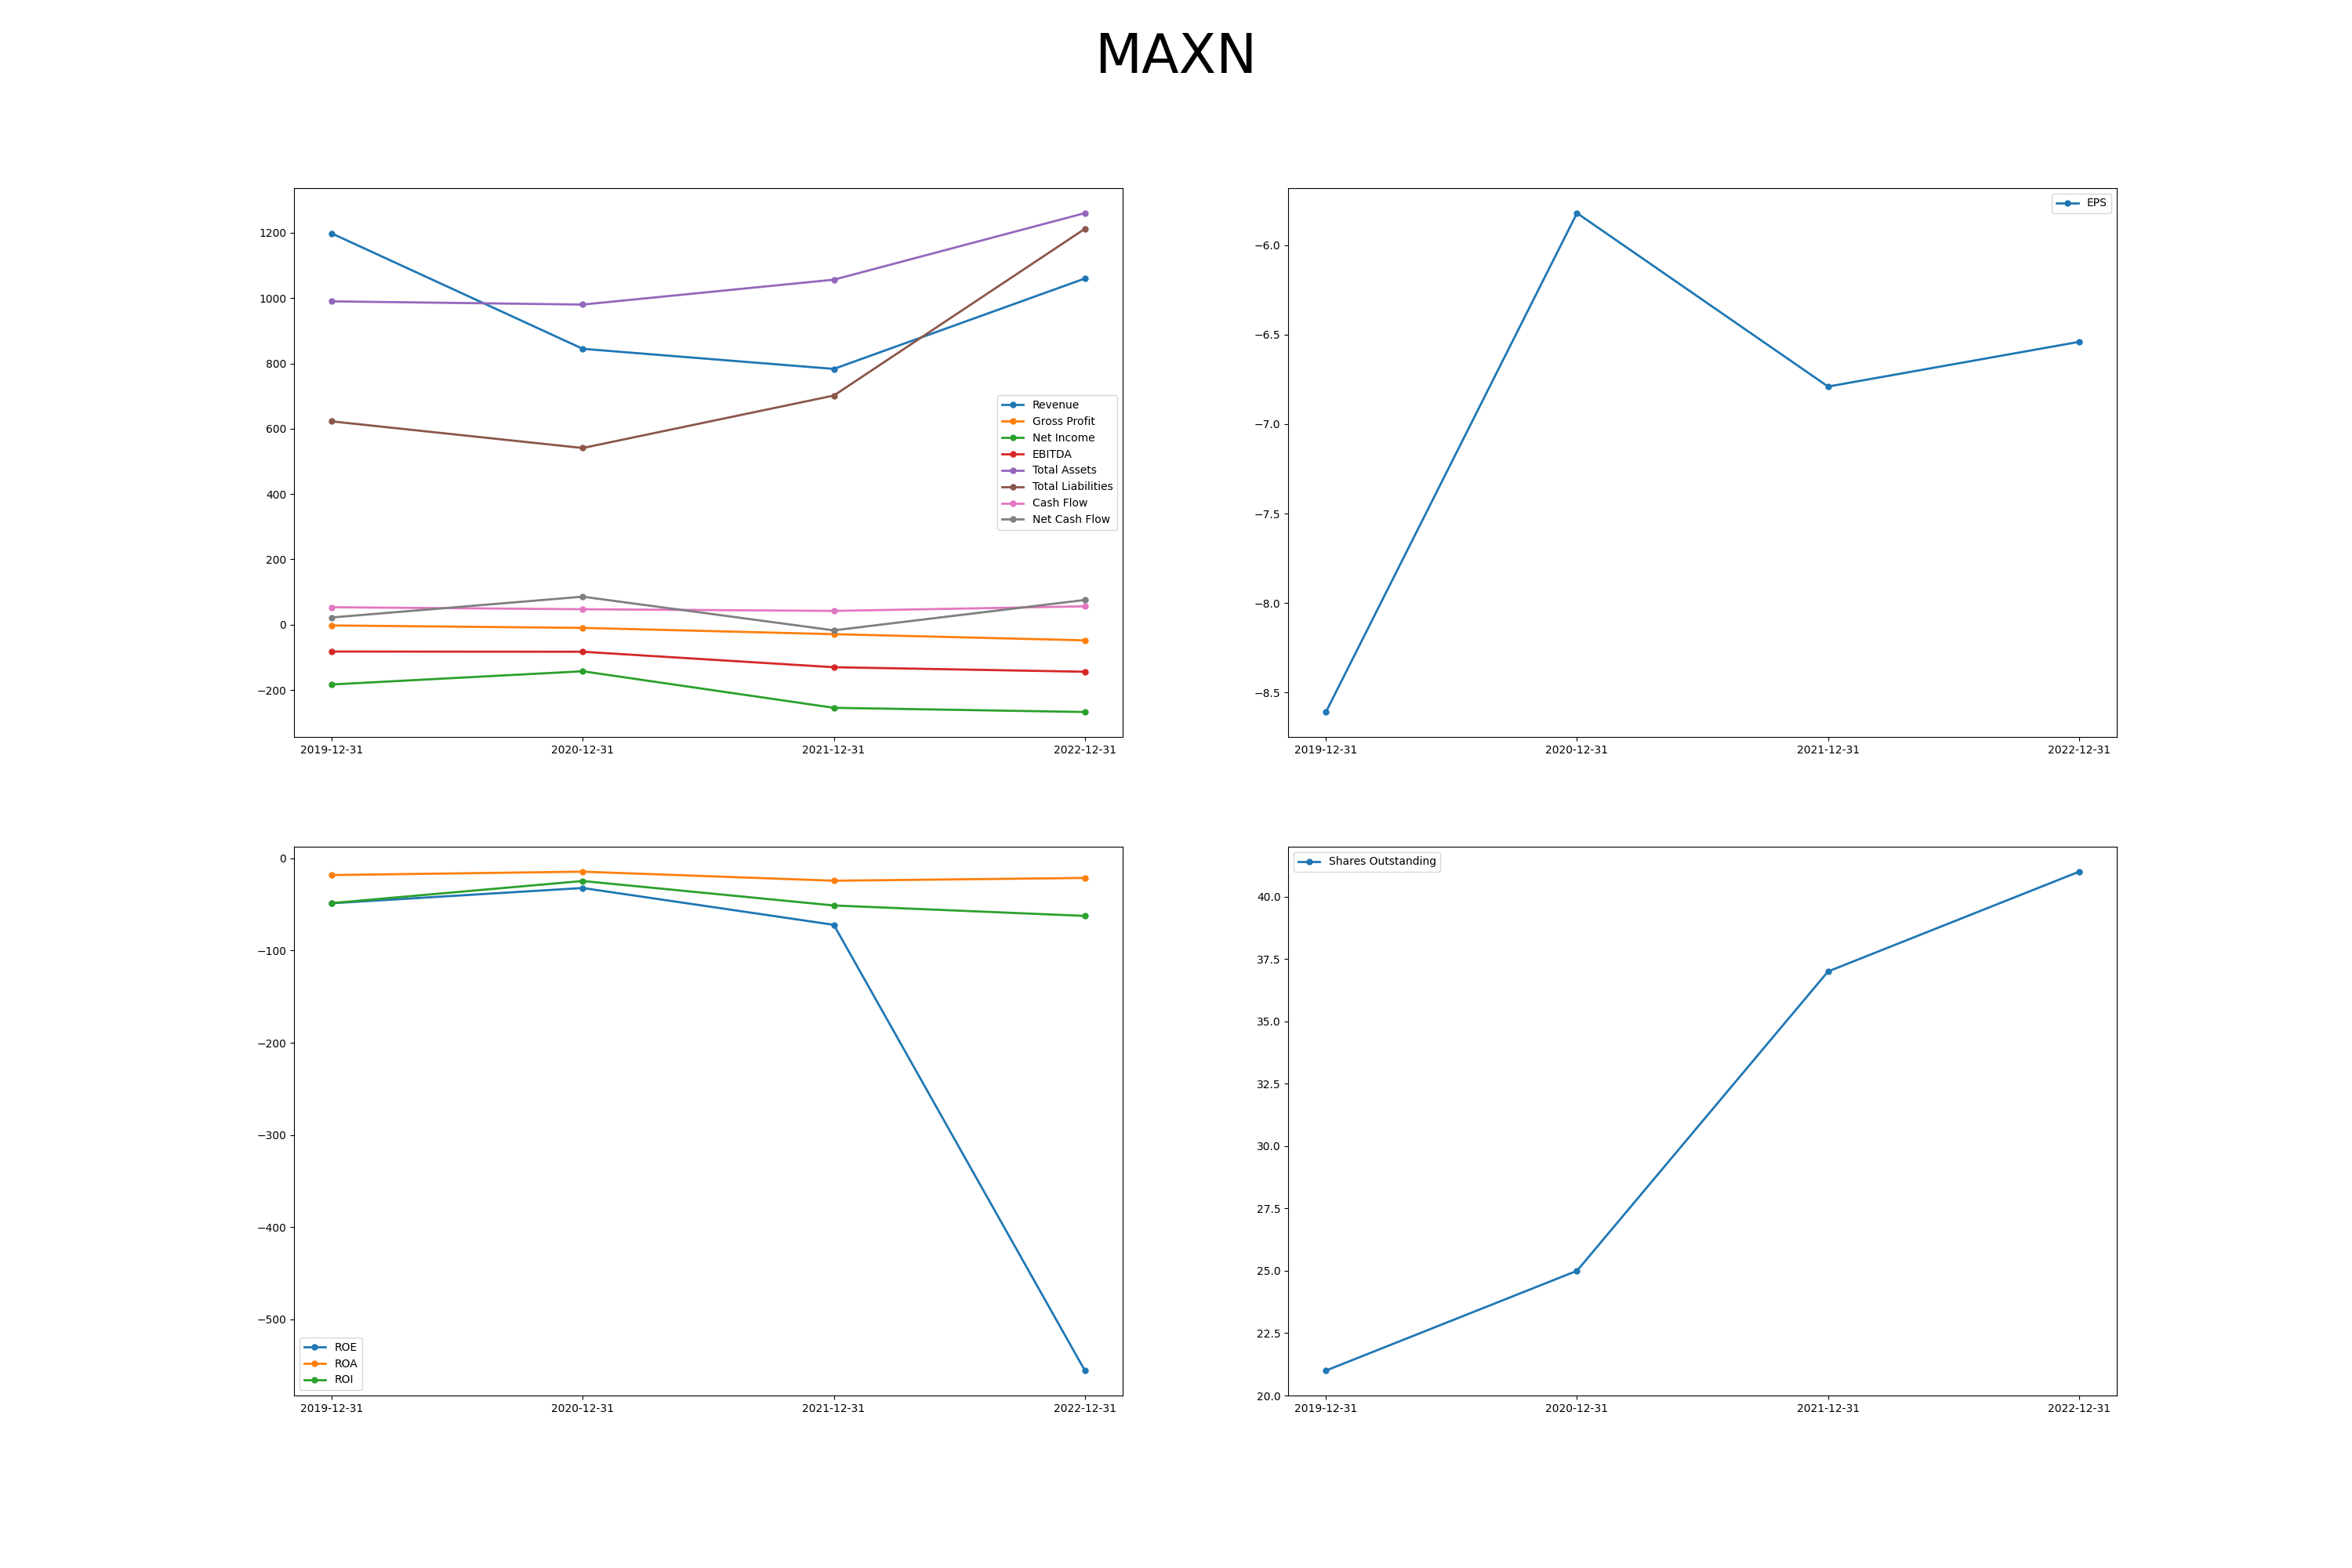 MAXN
1200
1000
800
600
400
200
0
−200
Revenue
Gross Profit
Net Income
EBITDA
Total Assets
Total Liabilities
Cash Flow
Net Cash Flow
2019-12-31 2020-12-31 2021-12-31 2022-12-31
EPS
−6.0
−6.5
−7.0
−7.5
−8.0
−8.5
2019-12-31 2020-12-31 2021-12-31 2022-12-31
0
−100
−200
−300
−400
−500
ROE
ROA
ROI
2019-12-31 2020-12-31 2021-12-31 2022-12-31
Shares Outstanding
40.0
37.5
35.0
32.5
30.0
27.5
25.0
22.5
20.0
2019-12-31 2020-12-31 2021-12-31 2022-12-31